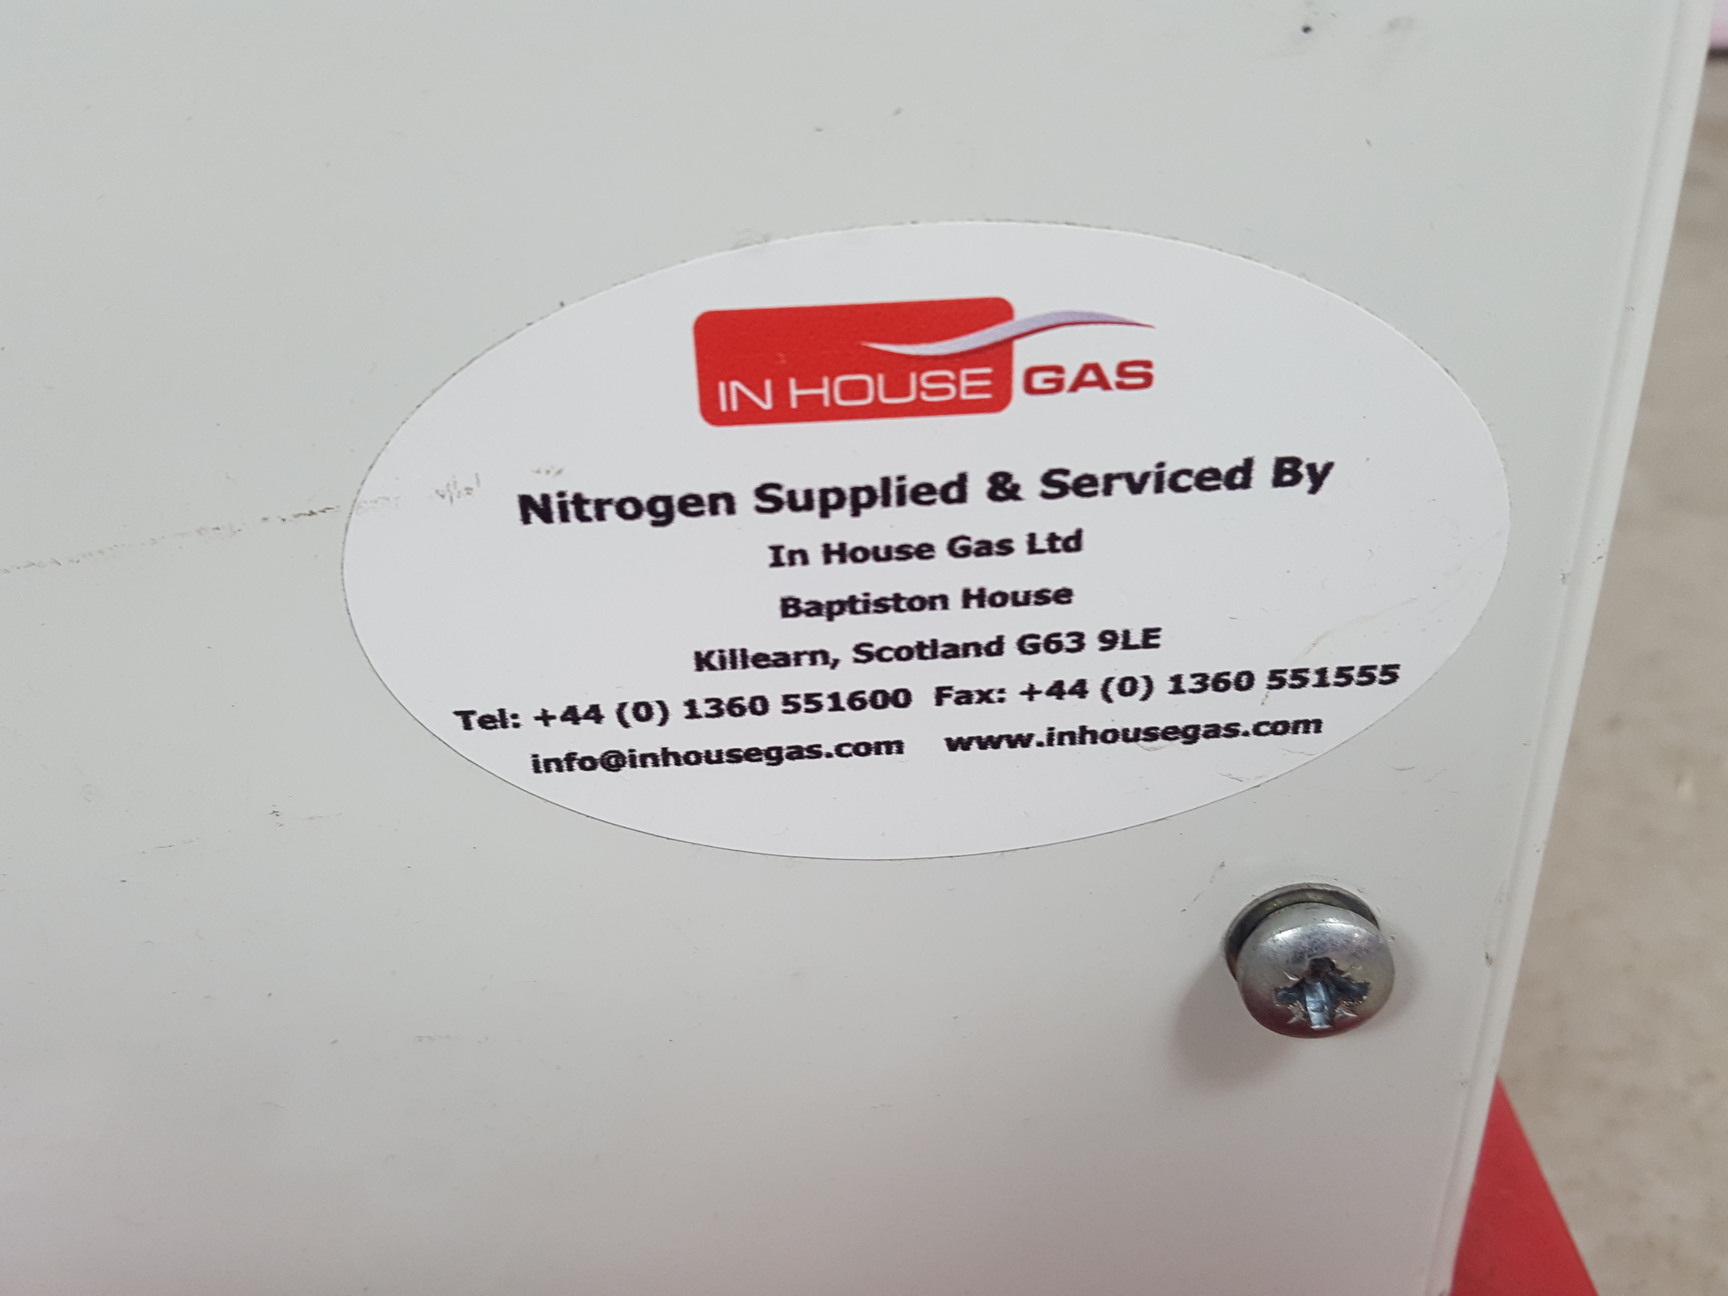 IN HOUSE GAS
Nitrogen Supplied & Serviced By
In House Gas Ltd
Baptiston House
Killearn, Scotland G63 9LE
Tel: +44 (0) 1360 551600 Fax: +44 (0) 1360 551555
info@inhousegas.com www.inhousegas.com